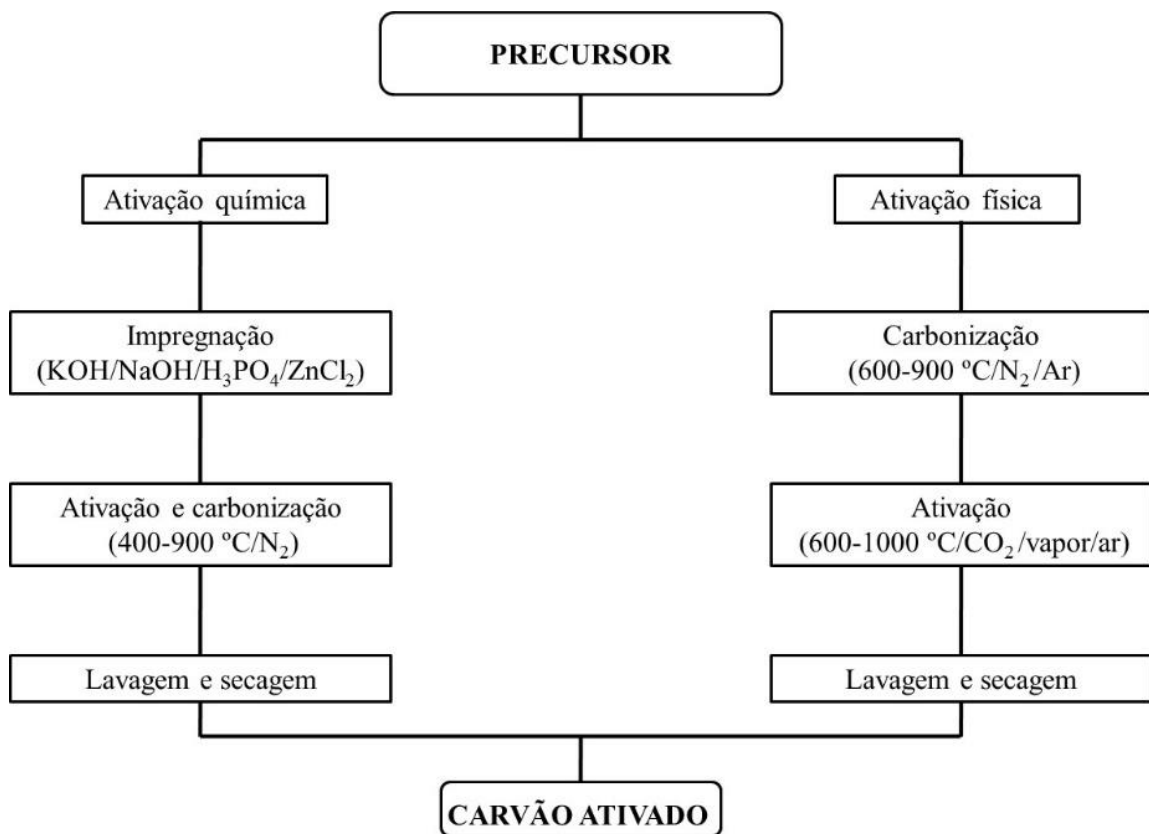 PRECURSOR
Ativação química
Impregnação
(KOH/NaOH/H₃PO₄/ZnCl₂)
Ativação e carbonização
(400-900 ºC/N₂)
Lavagem e secagem
Ativação física
Carbonização
(600-900 ºC/N₂/Ar)
Ativação
(600-1000 ºC/CO₂/vapor/ar)
Lavagem e secagem
CARVÃO ATIVADO